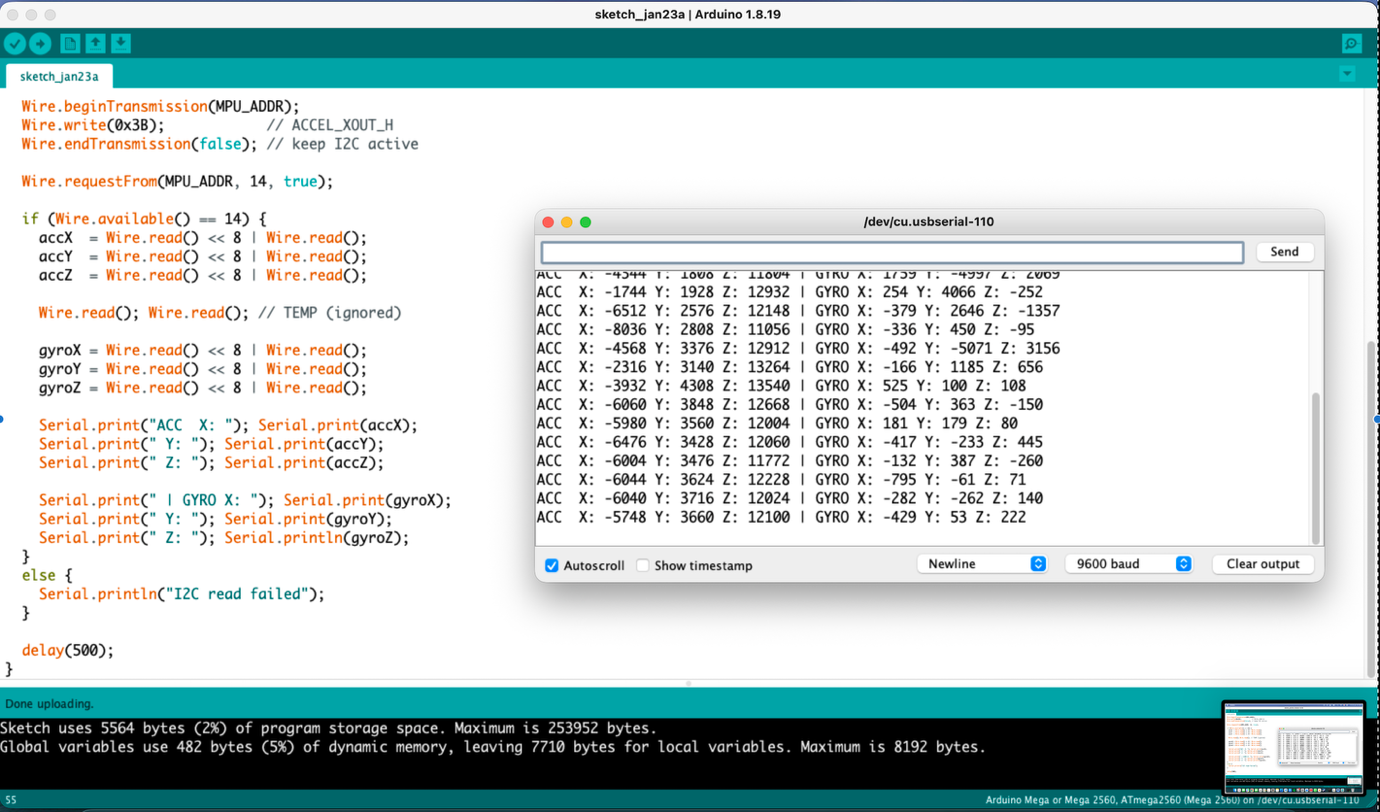 sketch_jan23a | Arduino 1.8.19
sketch_jan23a
Wire.beginTransmission(MPU_ADDR);
Wire.write(0x3B);            // ACCEL_XOUT_H
Wire.endTransmission(false); // keep I2C active
Wire.requestFrom(MPU_ADDR, 14, true);
if (Wire.available() == 14) {
accX  = Wire.read() << 8 | Wire.read();
accY  = Wire.read() << 8 | Wire.read();
accZ  = Wire.read() << 8 | Wire.read();
Wire.read(); Wire.read(); // TEMP (ignored)
gyroX = Wire.read() << 8 | Wire.read();
gyroY = Wire.read() << 8 | Wire.read();
gyroZ = Wire.read() << 8 | Wire.read();
Serial.print("ACC  X: "); Serial.print(accX);
Serial.print(" Y: "); Serial.print(accY);
Serial.print(" Z: "); Serial.print(accZ);
Serial.print(" | GYRO X: "); Serial.print(gyroX);
Serial.print(" Y: "); Serial.print(gyroY);
Serial.print(" Z: "); Serial.println(gyroZ);
}
else {
Serial.println("I2C read failed");
}
delay(500);
}
/dev/cu.usbserial-110
Send
ACC  X: -4344 Y: 1808 Z: 11804 | GYRO X: 1759 Y: -4997 Z: 2069
ACC  X: -1744 Y: 1928 Z: 12932 | GYRO X: 254 Y: 4066 Z: -252
ACC  X: -6512 Y: 2576 Z: 12148 | GYRO X: -379 Y: 2646 Z: -1357
ACC  X: -8036 Y: 2808 Z: 11056 | GYRO X: -336 Y: 450 Z: -95
ACC  X: -4568 Y: 3376 Z: 12912 | GYRO X: -492 Y: -5071 Z: 3156
ACC  X: -2316 Y: 3140 Z: 13264 | GYRO X: -166 Y: 1185 Z: 656
ACC  X: -3932 Y: 4308 Z: 13540 | GYRO X: 525 Y: 100 Z: 108
ACC  X: -6060 Y: 3848 Z: 12668 | GYRO X: -504 Y: 363 Z: -150
ACC  X: -5980 Y: 3560 Z: 12004 | GYRO X: 181 Y: 179 Z: 80
ACC  X: -6476 Y: 3428 Z: 12060 | GYRO X: -417 Y: -233 Z: 445
ACC  X: -6004 Y: 3476 Z: 11772 | GYRO X: -132 Y: 387 Z: -260
ACC  X: -6044 Y: 3624 Z: 12228 | GYRO X: -795 Y: -61 Z: 71
ACC  X: -6040 Y: 3716 Z: 12024 | GYRO X: -282 Y: -262 Z: 140
ACC  X: -5748 Y: 3660 Z: 12100 | GYRO X: -429 Y: 53 Z: 222
Autoscroll Show timestamp Newline 9600 baud Clear output
Done uploading.
Sketch uses 5564 bytes (2%) of program storage space. Maximum is 253952 bytes.
Global variables use 482 bytes (5%) of dynamic memory, leaving 7710 bytes for local variables. Maximum is 8192 bytes.
55 Arduino Mega or Mega 2560, ATmega2560 (Mega 2560) on /dev/cu.usbserial-110